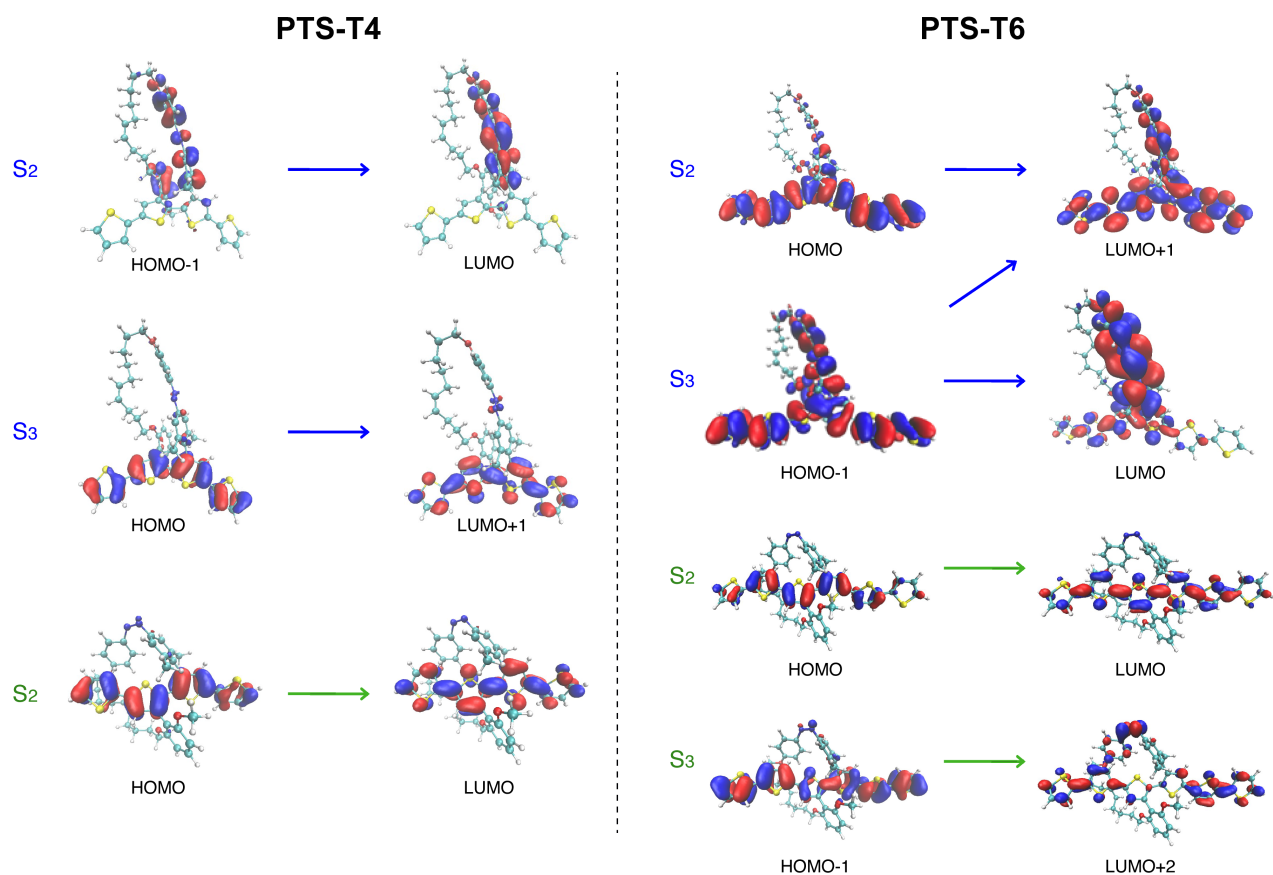 PTS-T4
PTS-T6
S2
HOMO-1
LUMO
S3
HOMO
LUMO+1
S2
HOMO
LUMO
S2
HOMO
LUMO+1
S3
HOMO-1
LUMO
S2
HOMO
LUMO
S3
HOMO-1
LUMO+2